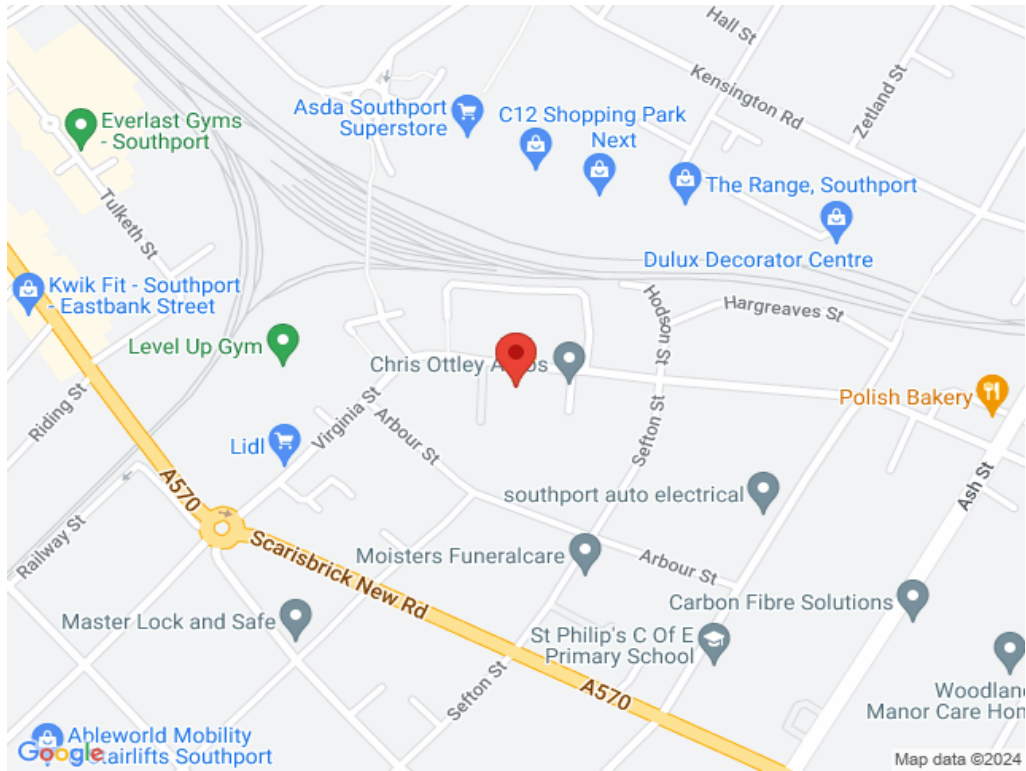 Hall St
Kensington Rd
Zetland St
Asda Southport
Superstore
C12 Shopping Park
Next
Everlast Gyms
- Southport
The Range, Southport
Tulketh St
Dulux Decorator Centre
Kwik Fit - Southport
- Eastbank Street
Hodson St
Hargreaves St
Level Up Gym
Chris Ottley
Polish Bakery
Riding St
Virginia St
Arbour St
Sefton St
Lidl
A570
southport auto electrical
Ash St
Railway St
Scarisbrick New Rd
Moisters Funeralcare
Arbour St
Carbon Fibre Solutions
Master Lock and Safe
St Philip's C Of E
Primary School
Sefton St
A570
Woodlan
Manor Care Hom
Ableworld Mobility
Stairlifts Southport
Google
Map data ©2024